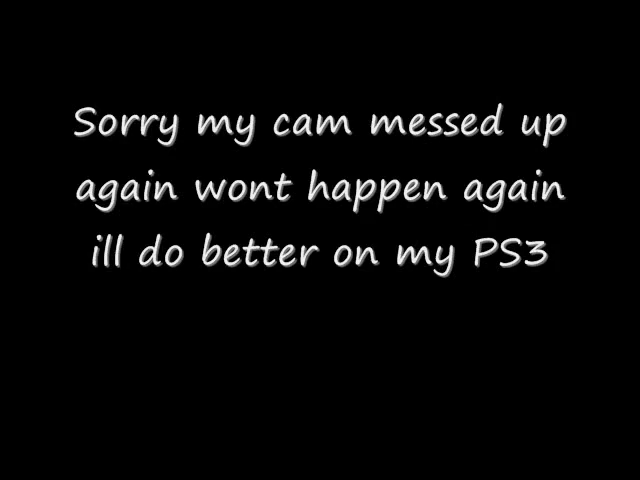 Sorry my cam messed up
again wont happen again
ill do better on my PS3